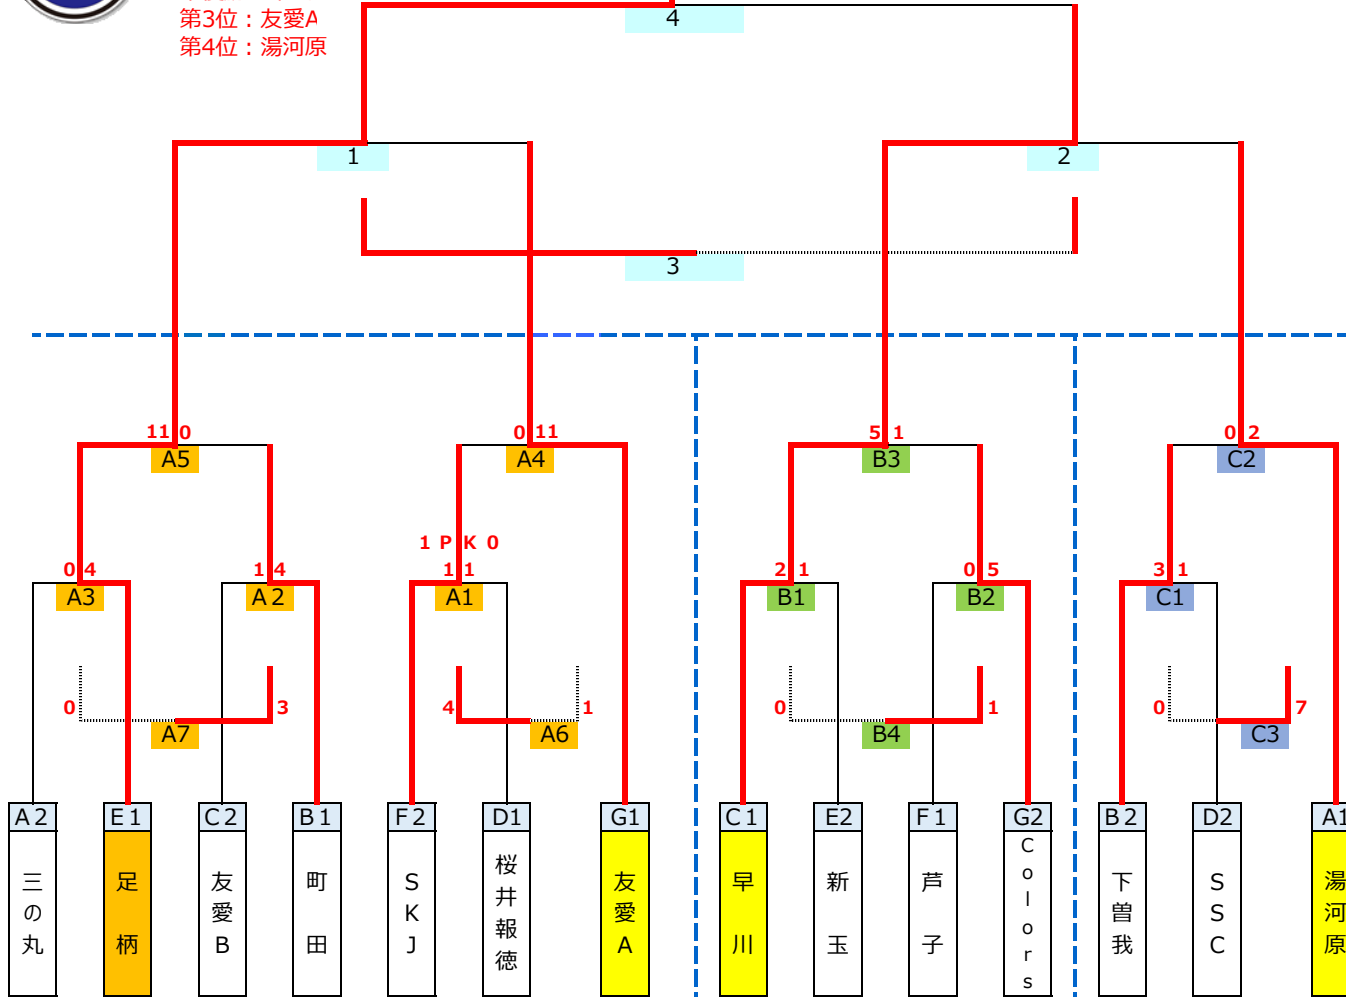 第3位：友愛A
第4位：湯河原
4
1
2
3
11 0
0 11
5 1
0 2
A5
A4
B3
C2
1 P K 0
0 4
1 4
1 1
2 1
0 5
3 1
A3
A2
A1
B1
B2
C1
0
3
4
1
0
1
0
7
A7
A6
B4
C3
A2
E1
C2
B1
F2
D1
G1
C1
E2
F1
G2
B2
D2
A1
三の丸
足柄
友愛B
町田
SKJ
桜井報徳
友愛A
早川
新玉
芦子
Colors
下曽我
SSC
湯河原